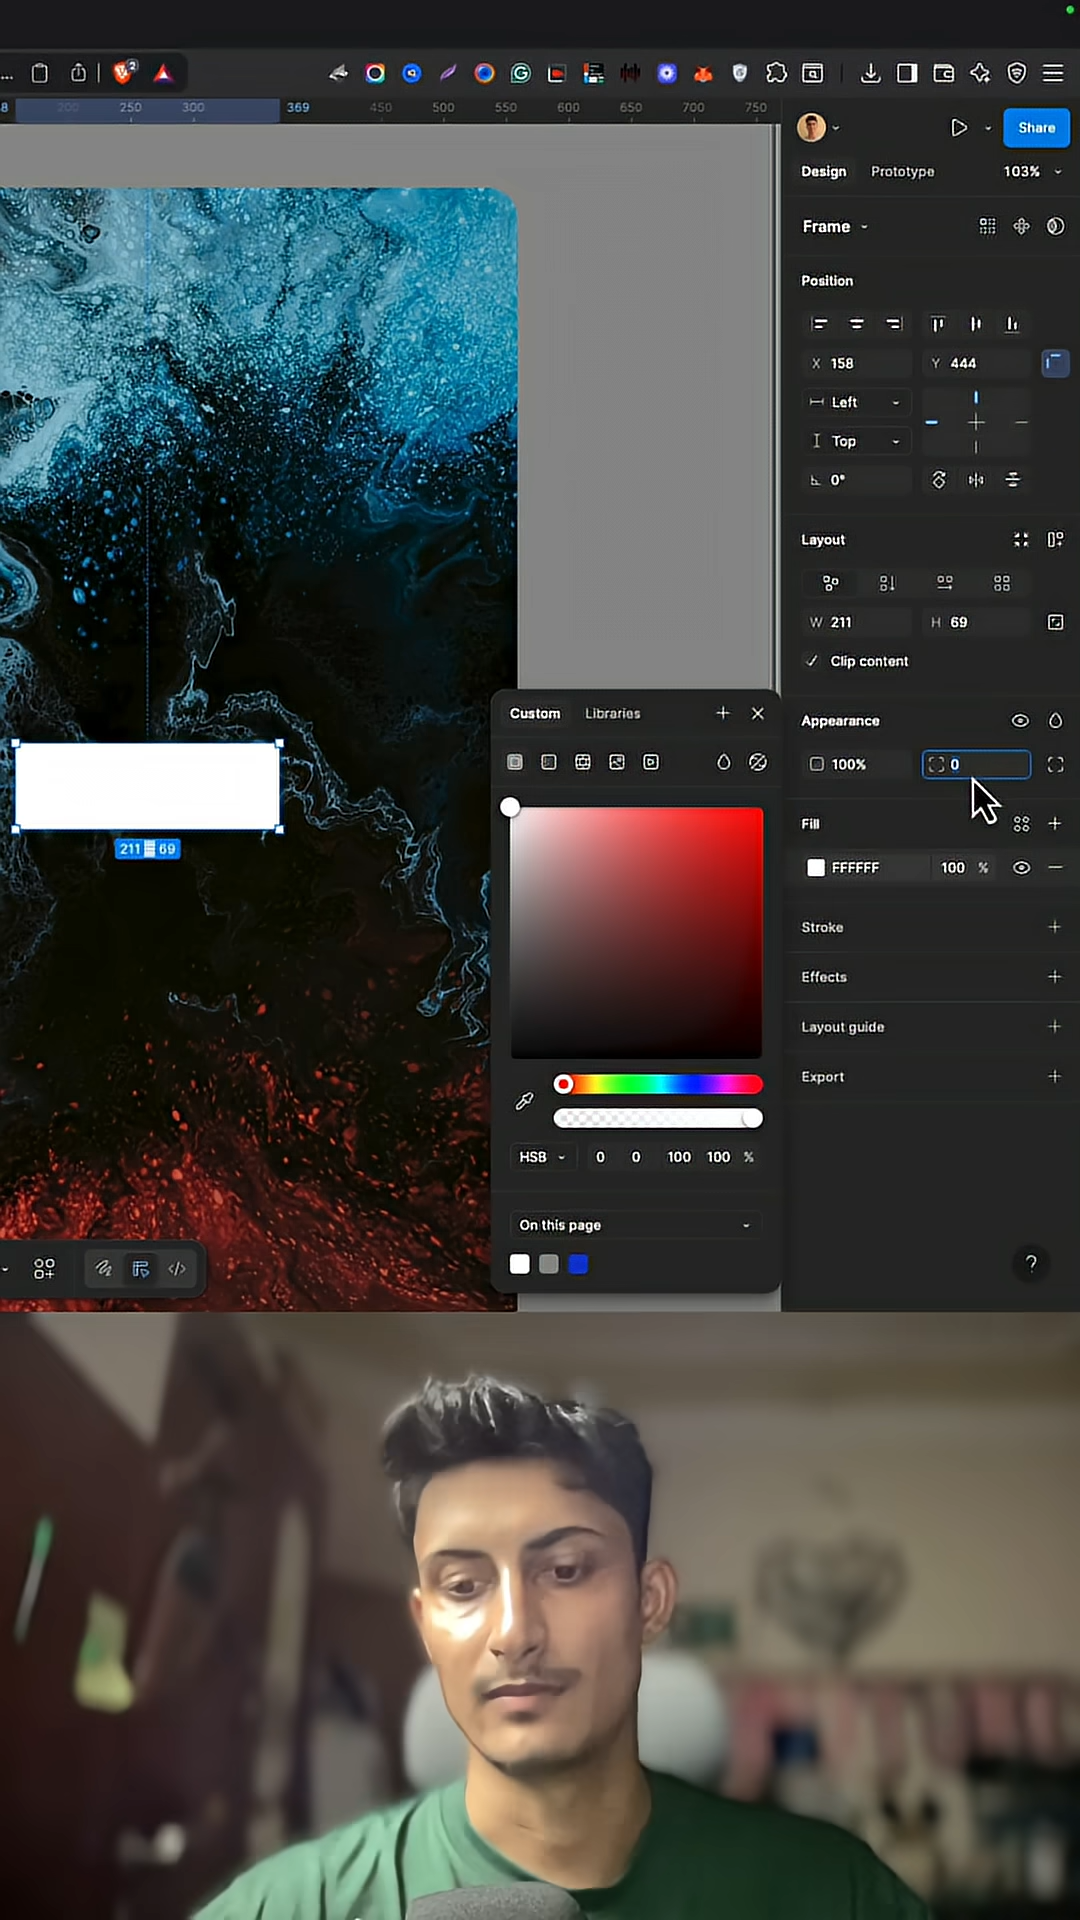 2
8 200 250 300 369 450 500 550 600 650 700 750
Share
Design Prototype 103%
Frame
Position
X 158 Y 444
Left
Top
0°
Layout
W 211 H 69
Clip content
Custom Libraries
Appearance
100% 0
Fill
211 69
FFFFFF 100 %
Stroke
Effects
Layout guide
Export
HSB 0 0 100 100 %
On this page
?